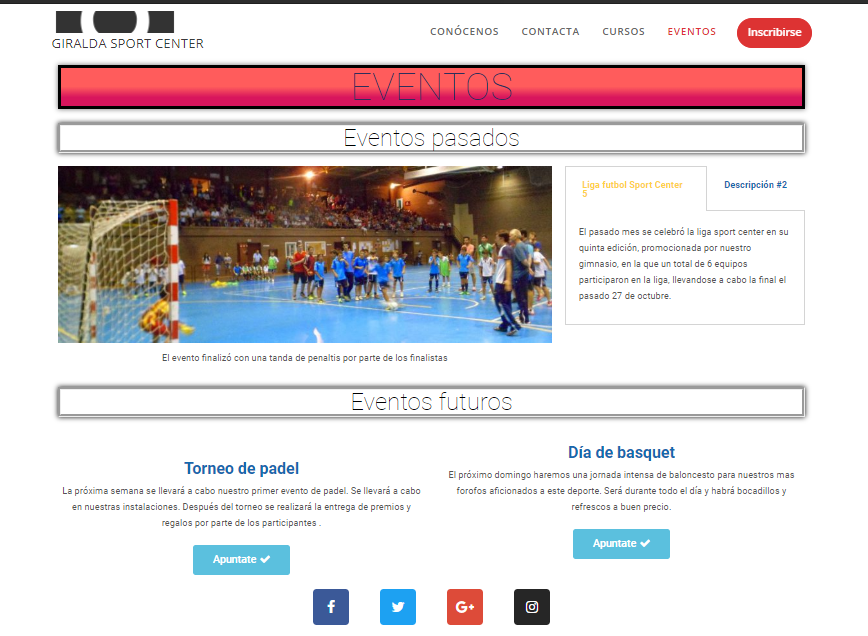 GIRALDA SPORT CENTER
CONÓCENOS CONTACTA CURSOS EVENTOS Inscribirse
EVENTOS
Eventos pasados
Liga futbol Sport Center
5
Descripción #2
El pasado mes se celebró la liga sport center en su
quinta edición, promocionada por nuestro
gimnasio, en la que un total de 6 equipos
participaron en la liga, llevandose a cabo la final el
pasado 27 de octubre.
El evento finalizó con una tanda de penaltis por parte de los finalistas
Eventos futuros
Torneo de padel
La próxima semana se llevará a cabo nuestro primer evento de padel. Se llevará a cabo
en nuestras instalaciones. Después del torneo se realizará la entrega de premios y
regalos por parte de los participantes .
Apuntate
Día de basquet
El próximo domingo haremos una jornada intensa de baloncesto para nuestros mas
forofos aficionados a este deporte. Será durante todo el día y habrá bocadillos y
refrescos a buen precio.
Apuntate
f
G+